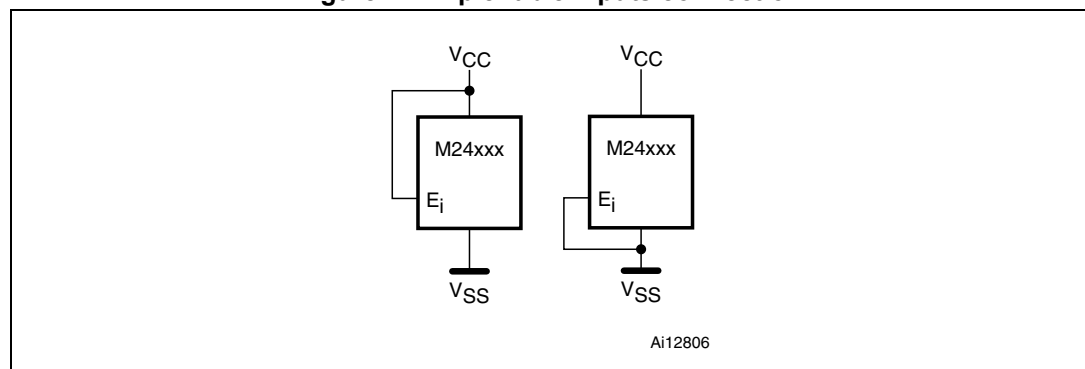 VCC VCC
M24xxx M24xxx
Ei Ei
VSS VSS
Ai12806